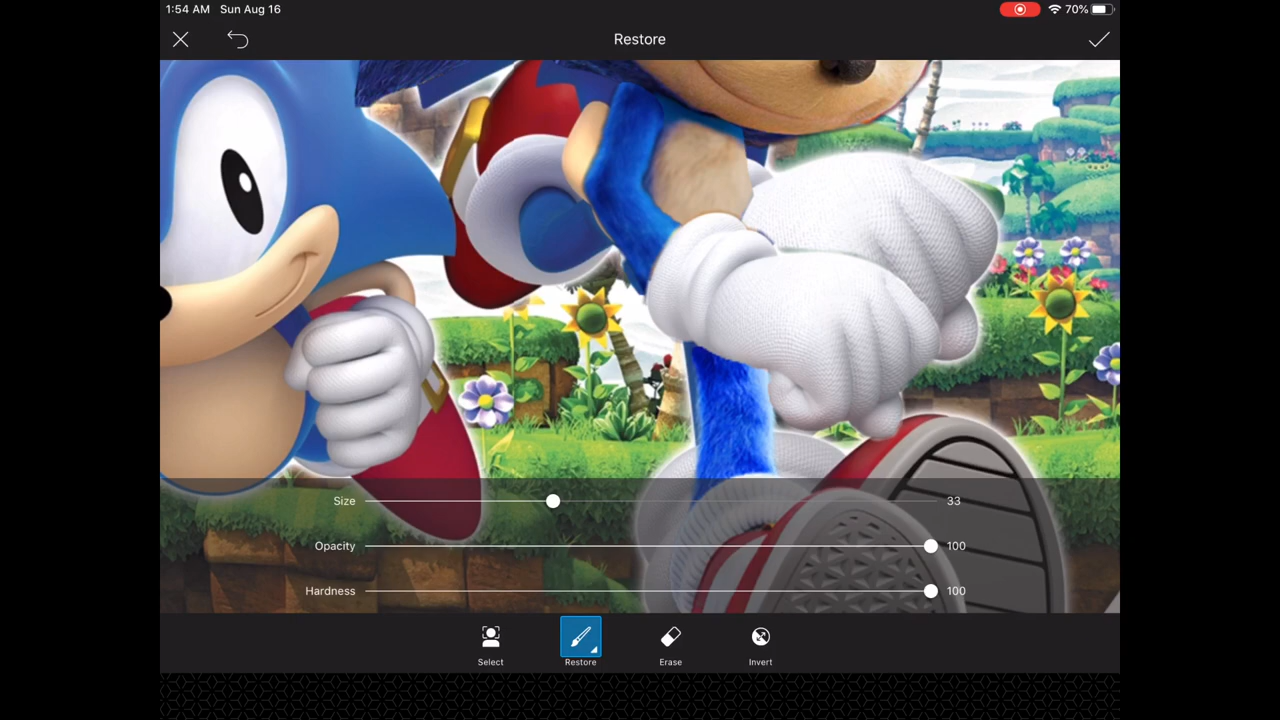 1:54 AM Sun Aug 16
70%
Restore
Size 33
Opacity 100
Hardness 100
Select Restore Erase Invert